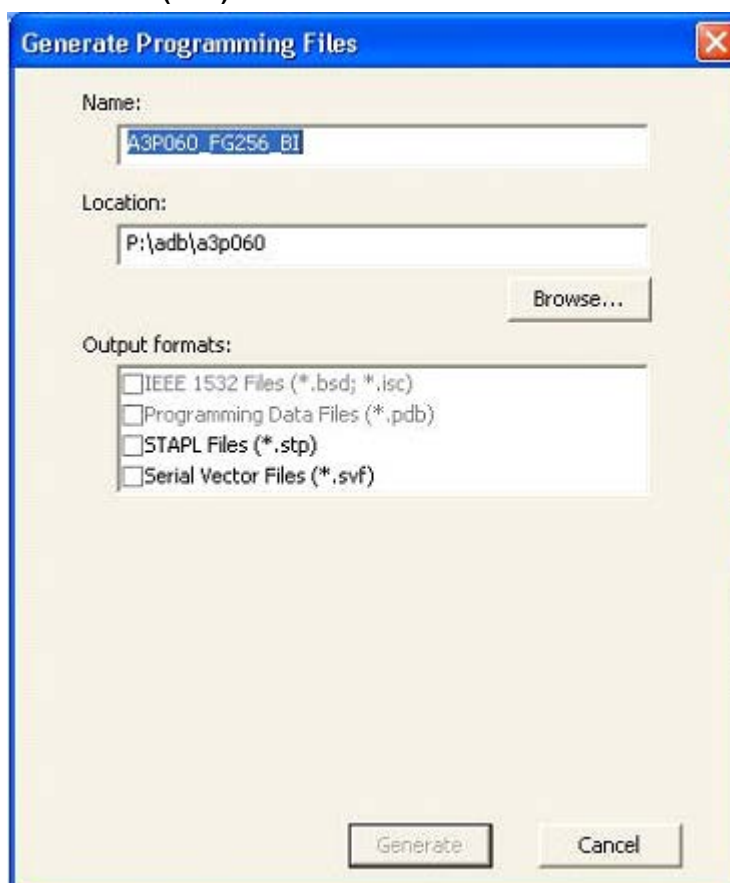 Generate Programming Files
Name:
A3P060_FG256_BI
Location:
P:\adb\a3p060
Browse...
Output formats:
IEEE 1532 Files (*.bsd; *.isc)
Programming Data Files (*.pdb)
STAPL Files (*.stp)
Serial Vector Files (*.svf)
Generate
Cancel